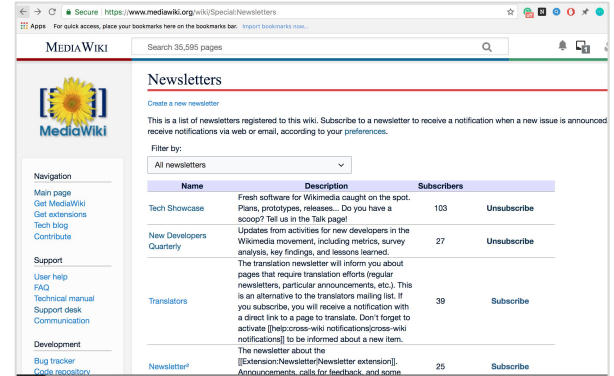 Secure | https://www.mediawiki.org/wiki/Special:Newsletters
Apps For quick access, place your bookmarks here on the bookmarks bar. Import bookmarks now...
MEDIAWIKI
Search 35,595 pages
1
MediaWiki
Navigation
Main page
Get MediaWiki
Get extensions
Tech blog
Contribute
Support
User help
FAQ
Technical manual
Support desk
Communication
Development
Bug tracker
Code repository
Newsletters
Create a new newsletter
This is a list of newsletters registered to this wiki. Subscribe to a newsletter to receive a notification when a new issue is announced
receive notifications via web or email, according to your preferences.
Filter by:
All newsletters
Name Description Subscribers
Tech Showcase
Fresh software for Wikimedia caught on the spot.
Plans, prototypes, releases... Do you have a
scoop? Tell us in the Talk page!
103 Unsubscribe
New Developers
Quarterly
Updates from activities for new developers in the
Wikimedia movement, including metrics, survey
analysis, key findings, and lessons learned.
27 Unsubscribe
Translators
The translation newsletter will inform you about
pages that require translation efforts (regular
newsletters, particular announcements, etc.). This
is an alternative to the translators mailing list. If
you subscribe, you will receive a notification with
a direct link to a page to translate. Don't forget to
activate [[help:cross-wiki notifications|cross-wiki
notifications]] to be informed about a new item.
39 Subscribe
Newsletter²
The newsletter about the
[[Extension:Newsletter|Newsletter extension]].
Announcements, calls for feedback, and some
25 Subscribe